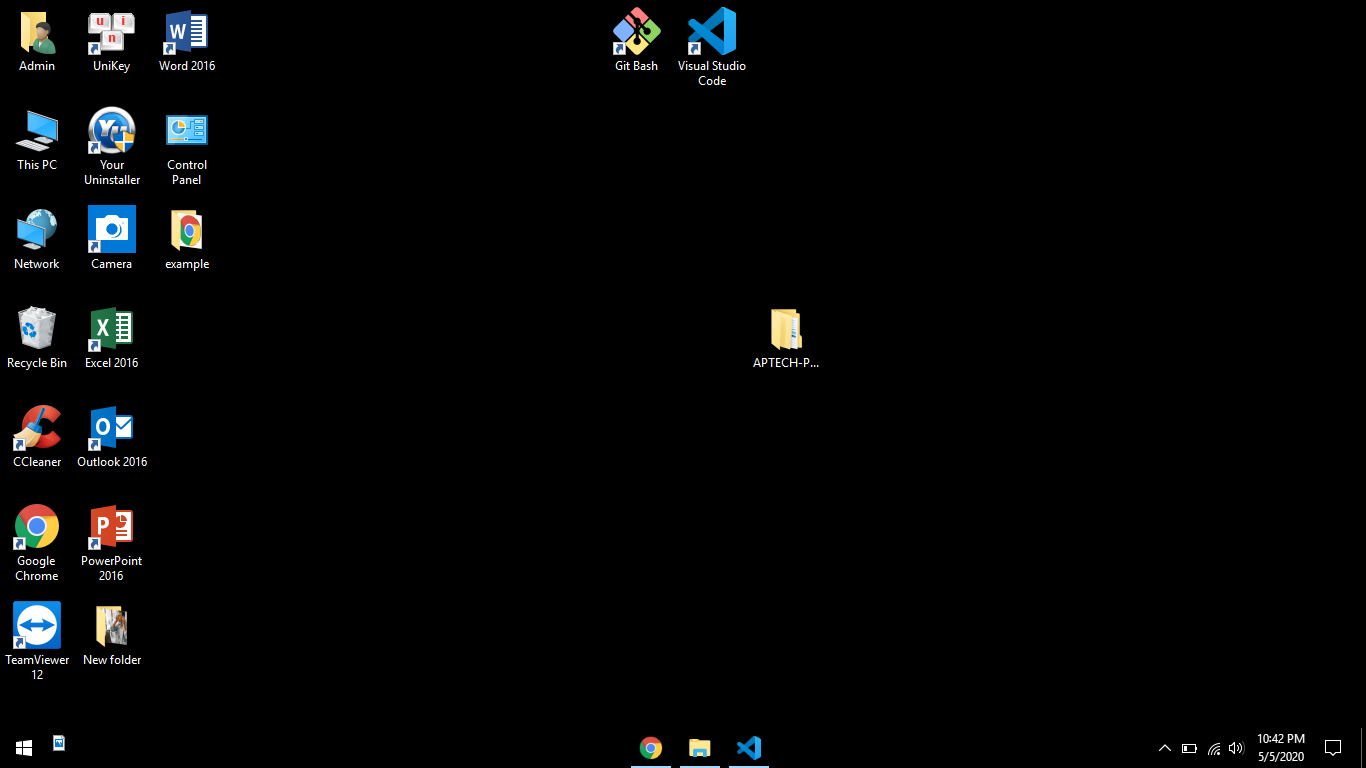 Admin
UniKey
Word 2016
Git Bash
Visual Studio
Code
This PC
Your
Uninstaller
Control
Panel
Network
Camera
example
Recycle Bin
Excel 2016
APTECH-P...
CCleaner
Outlook 2016
Google
Chrome
PowerPoint
2016
TeamViewer
12
New folder
10:42 PM
5/5/2020